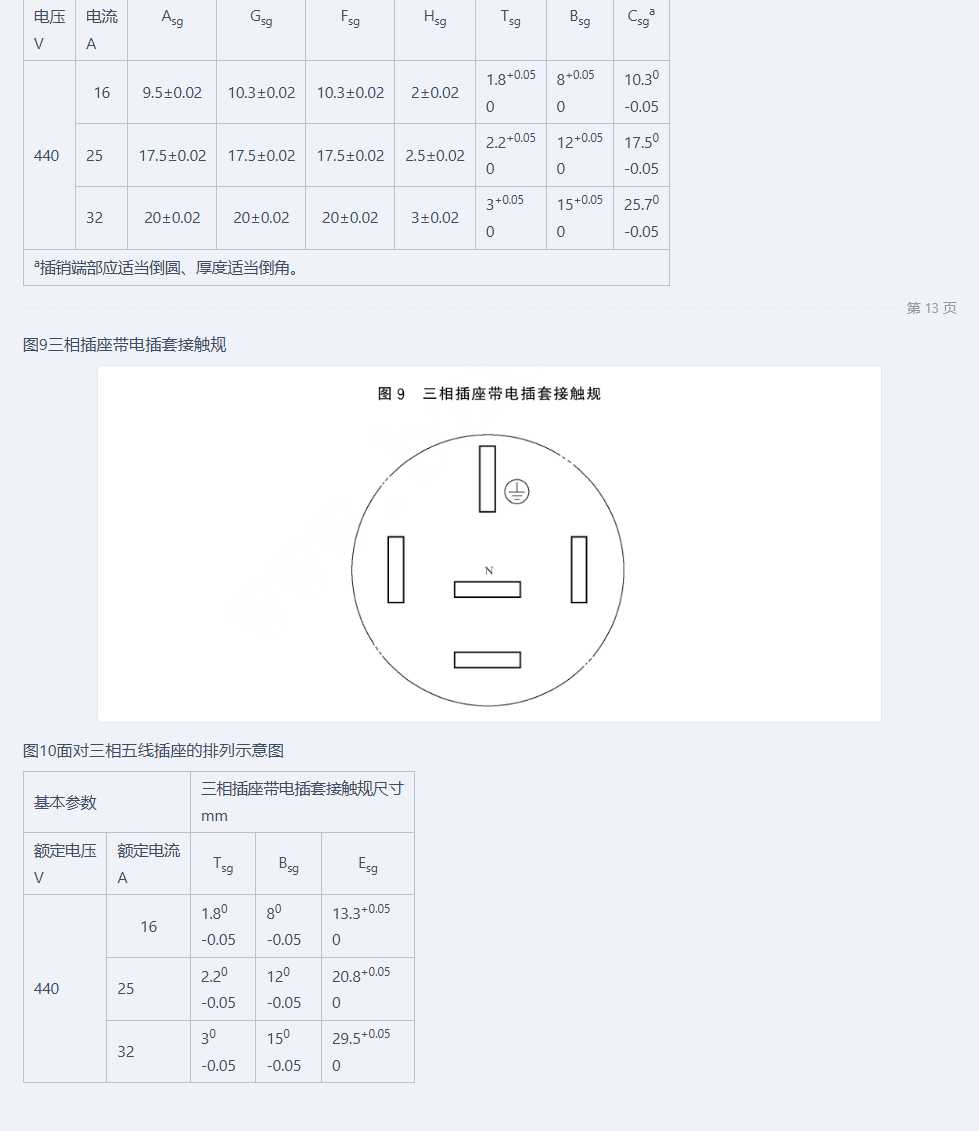 电压 电流 Asg Gsg Fsg Hsg Tsg Bsg Csgᵃ
V A
440 16 9.5±0.02 10.3±0.02 10.3±0.02 2±0.02 1.8+0.05 8+0.05 10.30
0 0 -0.05
25 17.5±0.02 17.5±0.02 17.5±0.02 2.5±0.02 2.2+0.05 12+0.05 17.50
0 0 -0.05
32 20±0.02 20±0.02 20±0.02 3±0.02 3+0.05 15+0.05 25.70
0 0 -0.05
ᵃ插销端部应适当倒圆、厚度适当倒角。
第 13 页
图9三相插座带电插套接触规
图 9 三相插座带电插套接触规
N
图10面对三相五线插座的排列示意图
基本参数 三相插座带电插套接触规尺寸
mm
额定电压 额定电流 Tsg Bsg Esg
V A
440 16 1.80 80 13.3+0.05
-0.05 -0.05 0
25 2.20 120 20.8+0.05
-0.05 -0.05 0
32 30 150 29.5+0.05
-0.05 -0.05 0